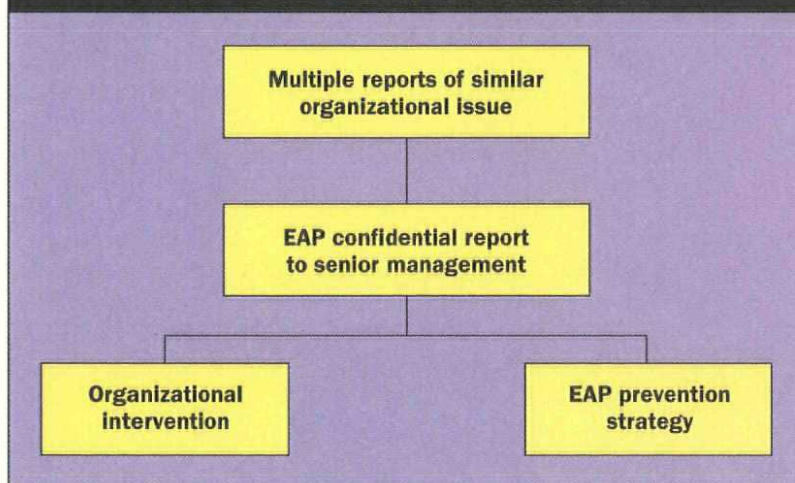 Multiple reports of similar
organizational issue
EAP confidential report
to senior management
Organizational
intervention
EAP prevention
strategy